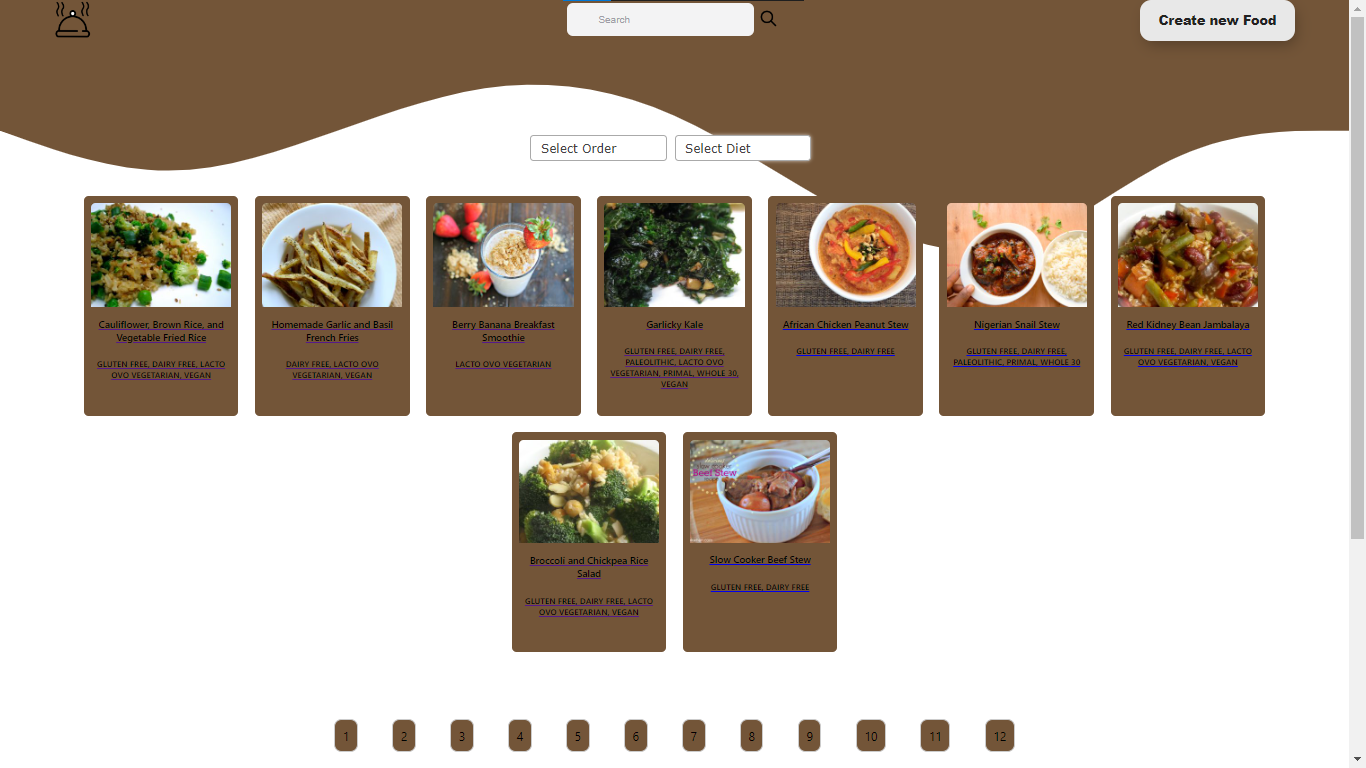 Search
Create new Food
Select Order
Select Diet
Cauliflower, Brown Rice, and
Vegetable Fried Rice
GLUTEN FREE, DAIRY FREE, LACTO
OVO VEGETARIAN, VEGAN
Homemade Garlic and Basil
French Fries
DAIRY FREE, LACTO OVO
VEGETARIAN, VEGAN
Berry Banana Breakfast
Smoothie
LACTO OVO VEGETARIAN
Garlicky Kale
GLUTEN FREE, DAIRY FREE,
PALEOLITHIC, LACTO OVO
VEGETARIAN, PRIMAL, WHOLE 30,
VEGAN
African Chicken Peanut Stew
GLUTEN FREE, DAIRY FREE
Nigerian Snail Stew
GLUTEN FREE, DAIRY FREE,
PALEOLITHIC, PRIMAL, WHOLE 30
Red Kidney Bean Jambalaya
GLUTEN FREE, DAIRY FREE, LACTO
OVO VEGETARIAN, VEGAN
Broccoli and Chickpea Rice
Salad
GLUTEN FREE, DAIRY FREE, LACTO
OVO VEGETARIAN, VEGAN
Beef Stew
Slow Cooker Beef Stew
GLUTEN FREE, DAIRY FREE
1 2 3 4 5 6 7 8 9 10 11 12